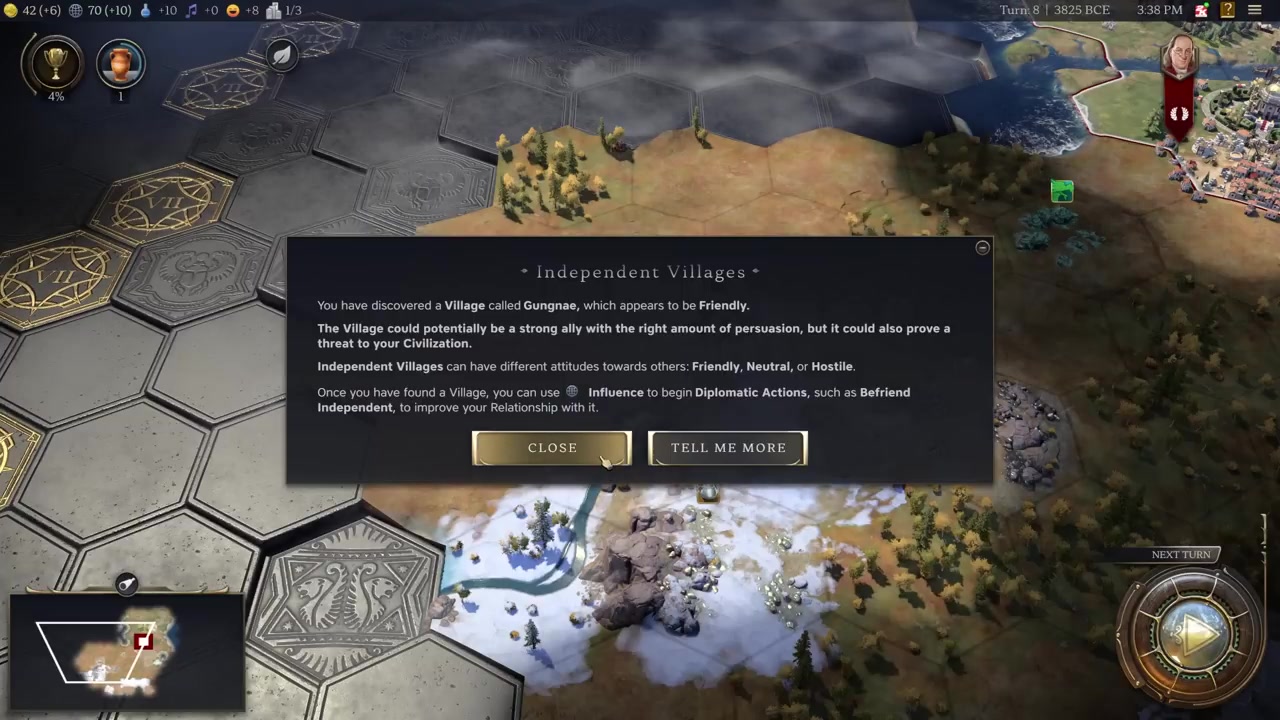 42 (+6) 70 (+10) +10 +0 +8 1/3
Turn 8 | 3825 BCE 3:38 PM ?
4% 1
VII
VII
VII
VII
Independent Villages
You have discovered a Village called Gungnae, which appears to be Friendly.
The Village could potentially be a strong ally with the right amount of persuasion, but it could also prove a
threat to your Civilization.
Independent Villages can have different attitudes towards others: Friendly, Neutral, or Hostile.
Once you have found a Village, you can use Influence to begin Diplomatic Actions, such as Befriend
Independent, to improve your Relationship with it.
CLOSE TELL ME MORE
NEXT TURN